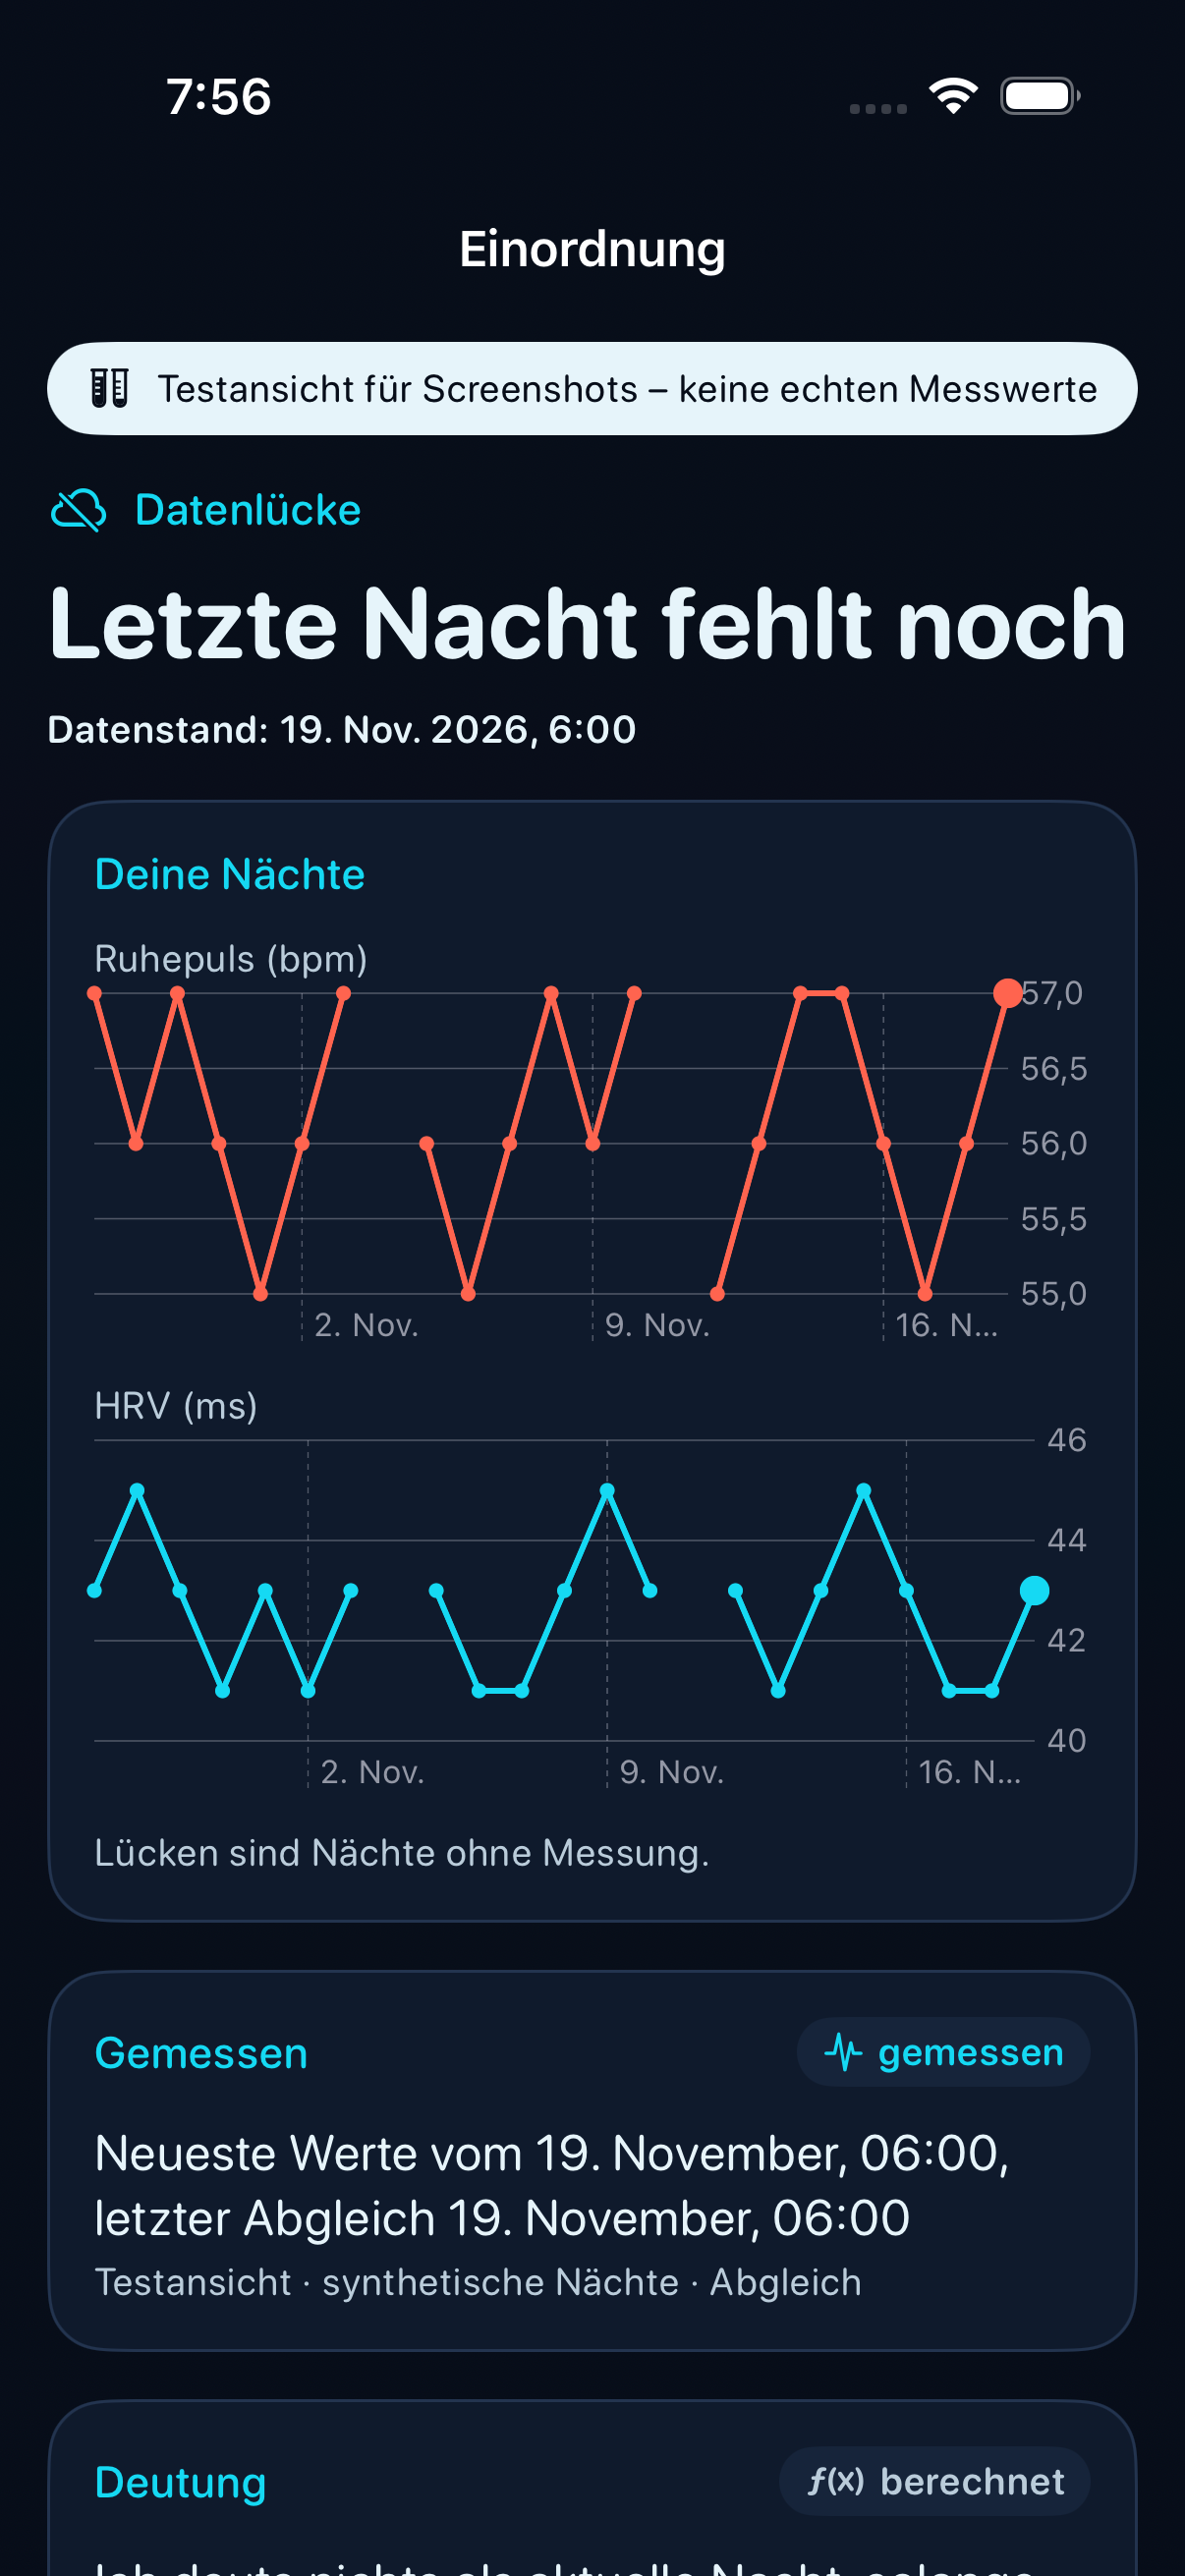 7:56
Einordnung
Testansicht für Screenshots – keine echten Messwerte
Datenlücke
Letzte Nacht fehlt noch
Datenstand: 19. Nov. 2026, 6:00
Deine Nächte
Ruhepuls (bpm)
57,0
56,5
56,0
55,5
55,0
2. Nov.
9. Nov.
16. N...
HRV (ms)
46
44
42
40
2. Nov.
9. Nov.
16. N...
Lücken sind Nächte ohne Messung.
Gemessen
gemessen
Neueste Werte vom 19. November, 06:00,
letzter Abgleich 19. November, 06:00
Testansicht · synthetische Nächte · Abgleich
Deutung
f(x) berechnet